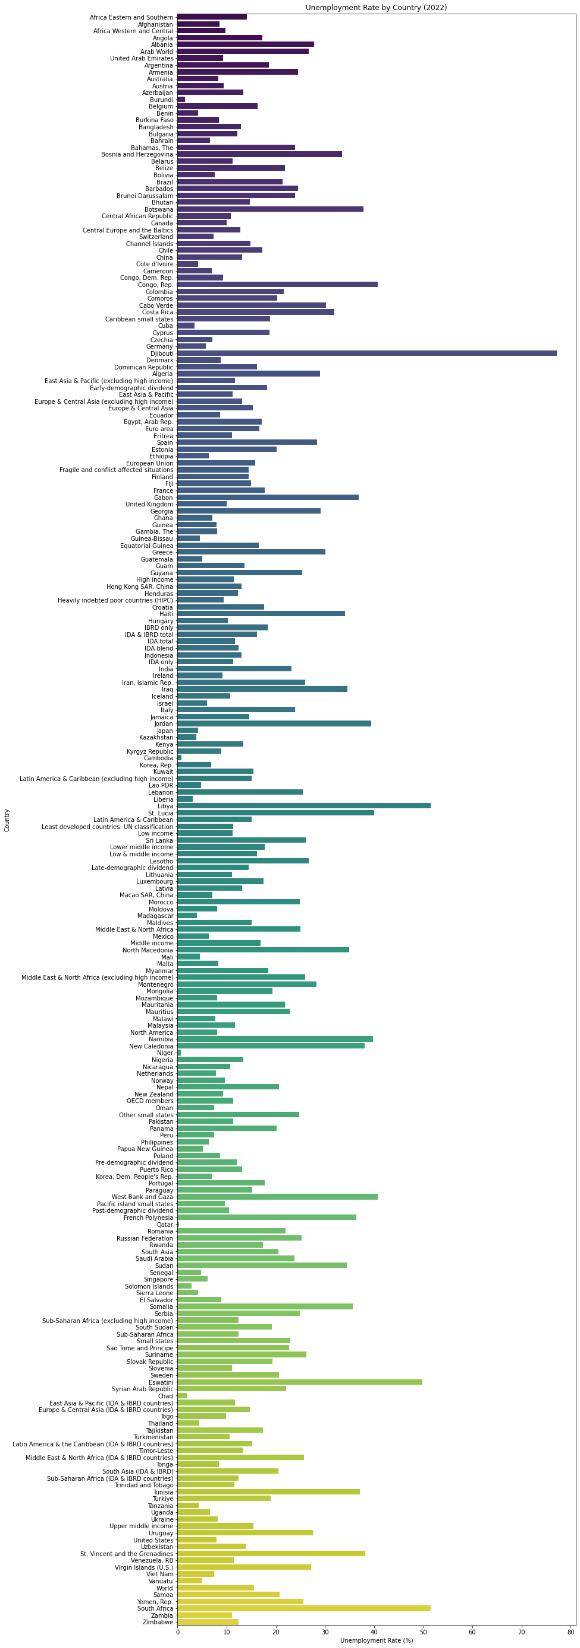 Unemployment Rate by Country (2022)
Africa Eastern and Southern
Afghanistan
Africa Western and Central
Angola
Albania
Arab World
United Arab Emirates
Argentina
Armenia
Australia
Austria
Azerbaijan
Burundi
Belgium
Benin
Burkina Faso
Bangladesh
Bulgaria
Bahrain
Bahamas, The
Bosnia and Herzegovina
Belarus
Belize
Bolivia
Brazil
Barbados
Brunei Darussalam
Bhutan
Botswana
Central African Republic
Canada
Central Europe and the Baltics
Switzerland
Channel Islands
Chile
China
Cote d'Ivoire
Cameroon
Congo, Dem. Rep.
Congo, Rep.
Colombia
Comoros
Cabo Verde
Costa Rica
Caribbean small states
Cuba
Cyprus
Czechia
Germany
Djibouti
Denmark
Dominican Republic
Algeria
East Asia & Pacific (excluding high income)
Early-demographic dividend
East Asia & Pacific
Europe & Central Asia (excluding high income)
Europe & Central Asia
Ecuador
Egypt, Arab Rep.
Euro area
Eritrea
Spain
Estonia
Ethiopia
European Union
Fragile and conflict affected situations
Finland
Fiji
France
Gabon
United Kingdom
Georgia
Ghana
Guinea
Gambia, The
Guinea-Bissau
Equatorial Guinea
Greece
Guatemala
Guam
Guyana
High income
Hong Kong SAR, China
Honduras
Heavily indebted poor countries (HIPC)
Croatia
Haiti
Hungary
IBRD only
IDA & IBRD total
IDA total
IDA blend
Indonesia
IDA only
India
Ireland
Iran, Islamic Rep.
Iraq
Iceland
Israel
Italy
Jamaica
Jordan
Japan
Kazakhstan
Kenya
Kyrgyz Republic
Cambodia
Korea, Rep.
Kuwait
Latin America & Caribbean (excluding high income)
Lao PDR
Lebanon
Liberia
Libya
St. Lucia
Latin America & Caribbean
Least developed countries: UN classification
Low income
Sri Lanka
Lower middle income
Low & middle income
Lesotho
Late-demographic dividend
Lithuania
Luxembourg
Latvia
Macao SAR, China
Morocco
Moldova
Madagascar
Maldives
Middle East & North Africa
Mexico
Middle income
North Macedonia
Mali
Malta
Myanmar
Middle East & North Africa (excluding high income)
Montenegro
Mongolia
Mozambique
Mauritania
Mauritius
Malawi
Malaysia
North America
Namibia
New Caledonia
Niger
Nigeria
Nicaragua
Netherlands
Norway
Nepal
New Zealand
OECD members
Oman
Other small states
Pakistan
Panama
Peru
Philippines
Papua New Guinea
Poland
Pre-demographic dividend
Puerto Rico
Korea, Dem. People's Rep.
Portugal
Paraguay
West Bank and Gaza
Pacific island small states
Post-demographic dividend
French Polynesia
Qatar
Romania
Russian Federation
Rwanda
South Asia
Saudi Arabia
Sudan
Senegal
Singapore
Solomon Islands
Sierra Leone
El Salvador
Somalia
Serbia
Sub-Saharan Africa (excluding high income)
South Sudan
Sub-Saharan Africa
Small states
Sao Tome and Principe
Suriname
Slovak Republic
Slovenia
Sweden
Eswatini
Syrian Arab Republic
Chad
East Asia & Pacific (IDA & IBRD countries)
Europe & Central Asia (IDA & IBRD countries)
Togo
Thailand
Tajikistan
Turkmenistan
Latin America & the Caribbean (IDA & IBRD countries)
Timor-Leste
Middle East & North Africa (IDA & IBRD countries)
Tonga
South Asia (IDA & IBRD)
Sub-Saharan Africa (IDA & IBRD countries)
Trinidad and Tobago
Tunisia
Turkiye
Tanzania
Uganda
Ukraine
Upper middle income
Uruguay
United States
Uzbekistan
St. Vincent and the Grenadines
Venezuela, RB
Virgin Islands (U.S.)
Viet Nam
Vanuatu
World
Samoa
Yemen, Rep.
South Africa
Zambia
Zimbabwe
Country
0 10 20 30 40 50 60 70 80
Unemployment Rate (%)